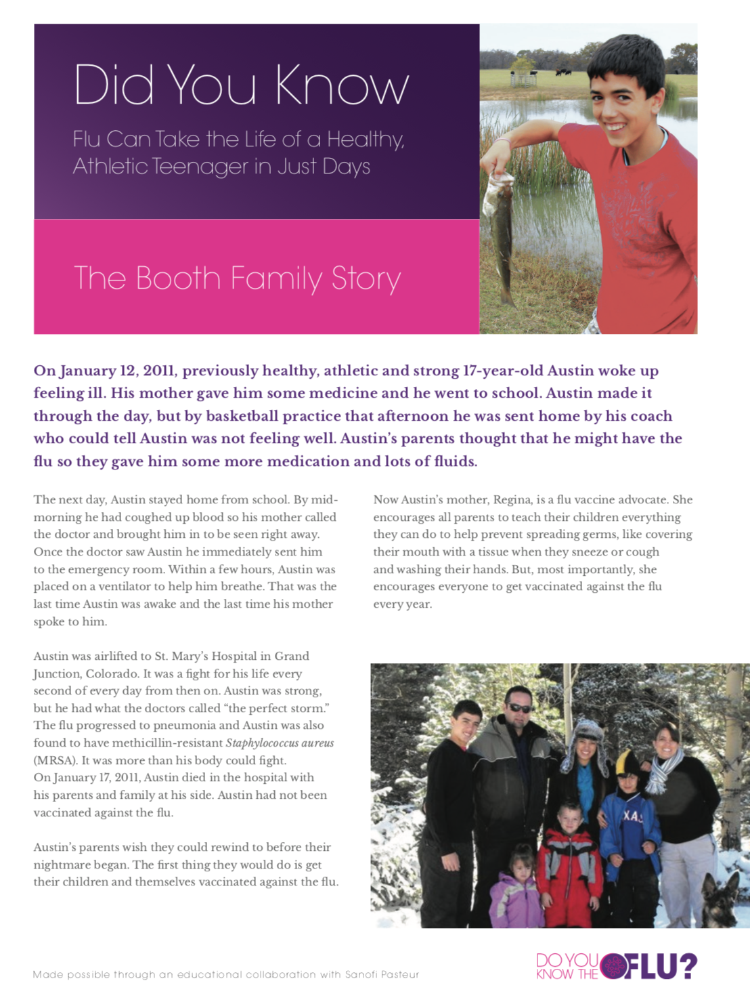 Did You Know
Flu Can Take the Life of a Healthy,
Athletic Teenager in Just Days
The Booth Family Story
On January 12, 2011, previously healthy, athletic and strong 17-year-old Austin woke up
feeling ill. His mother gave him some medicine and he went to school. Austin made it
through the day, but by basketball practice that afternoon he was sent home by his coach
who could tell Austin was not feeling well. Austin’s parents thought that he might have the
flu so they gave him some more medication and lots of fluids.
The next day, Austin stayed home from school. By mid-
morning he had coughed up blood so his mother called
the doctor and brought him in to be seen right away.
Once the doctor saw Austin he immediately sent him
to the emergency room. Within a few hours, Austin was
placed on a ventilator to help him breathe. That was the
last time Austin was awake and the last time his mother
spoke to him.
Austin was airlifted to St. Mary’s Hospital in Grand
Junction, Colorado. It was a fight for his life every
second of every day from then on. Austin was strong,
but he had what the doctors called “the perfect storm.”
The flu progressed to pneumonia and Austin was also
found to have methicillin-resistant Staphylococcus aureus
(MRSA). It was more than his body could fight.
On January 17, 2011, Austin died in the hospital with
his parents and family at his side. Austin had not been
vaccinated against the flu.
Austin’s parents wish they could rewind to before their
nightmare began. The first thing they would do is get
their children and themselves vaccinated against the flu.
Now Austin’s mother, Regina, is a flu vaccine advocate. She
encourages all parents to teach their children everything
they can do to help prevent spreading germs, like covering
their mouth with a tissue when they sneeze or cough
and washing their hands. But, most importantly, she
encourages everyone to get vaccinated against the flu
every year.
XAS
Made possible through an educational collaboration with Sanofi Pasteur
DO YOU
KNOW THE
FLU?